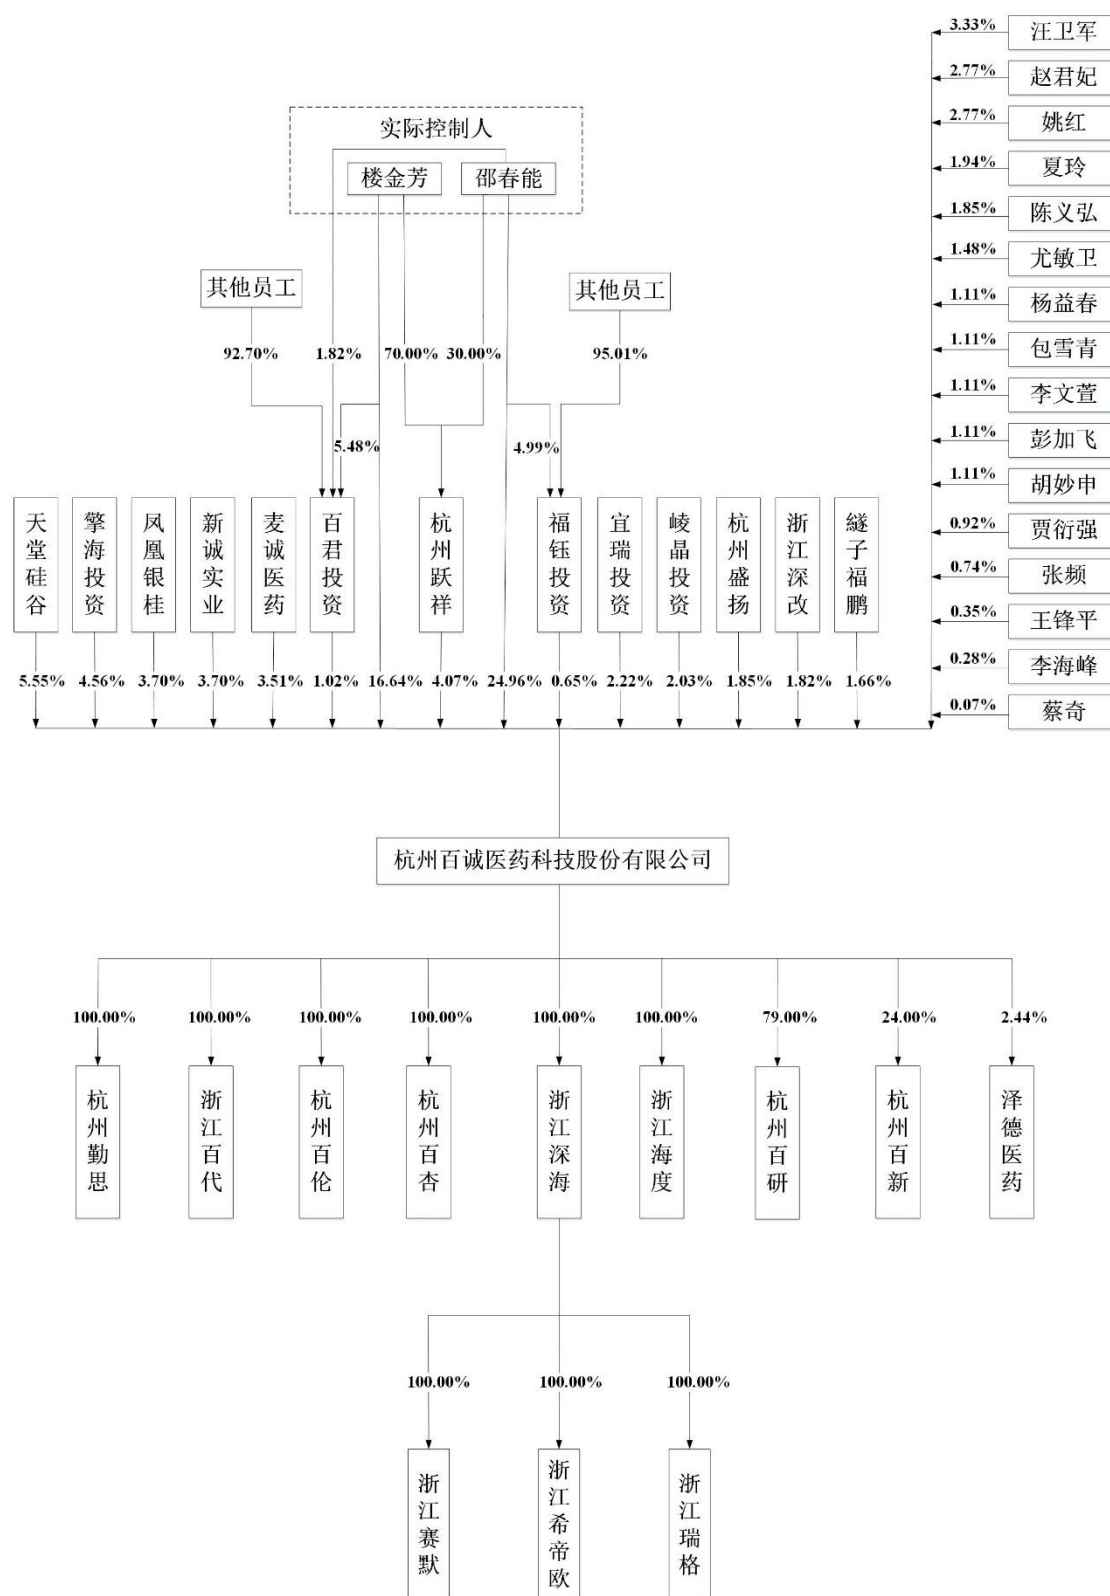 3.33%
汪卫军
2.77%
赵君妃
2.77%
姚红
1.94%
夏玲
1.85%
陈义弘
1.48%
尤敏卫
1.11%
杨益春
1.11%
包雪青
1.11%
李文萱
1.11%
彭加飞
1.11%
胡妙申
0.92%
贾衍强
0.74%
张频
0.35%
王锋平
0.28%
李海峰
0.07%
蔡奇
实际控制人
楼金芳
邵春能
其他员工
其他员工
92.70%
1.82%
70.00%
30.00%
95.01%
5.48%
4.99%
天堂硅谷
擎海投资
凤凰银桂
新诚实业
麦诚医药
百君投资
杭州跃祥
福钰投资
宜瑞投资
崚晶投资
杭州盛扬
浙江深改
繸子福鹏
5.55%
4.56%
3.70%
3.70%
3.51%
1.02%
16.64%
4.07%
24.96%
0.65%
2.22%
2.03%
1.85%
1.82%
1.66%
杭州百诚医药科技股份有限公司
100.00%
100.00%
100.00%
100.00%
100.00%
100.00%
79.00%
24.00%
2.44%
杭州勤思
浙江百代
杭州百伦
杭州百杏
浙江深海
浙江海度
杭州百研
杭州百新
泽德医药
100.00%
100.00%
100.00%
浙江赛默
浙江希帝欧
浙江瑞格